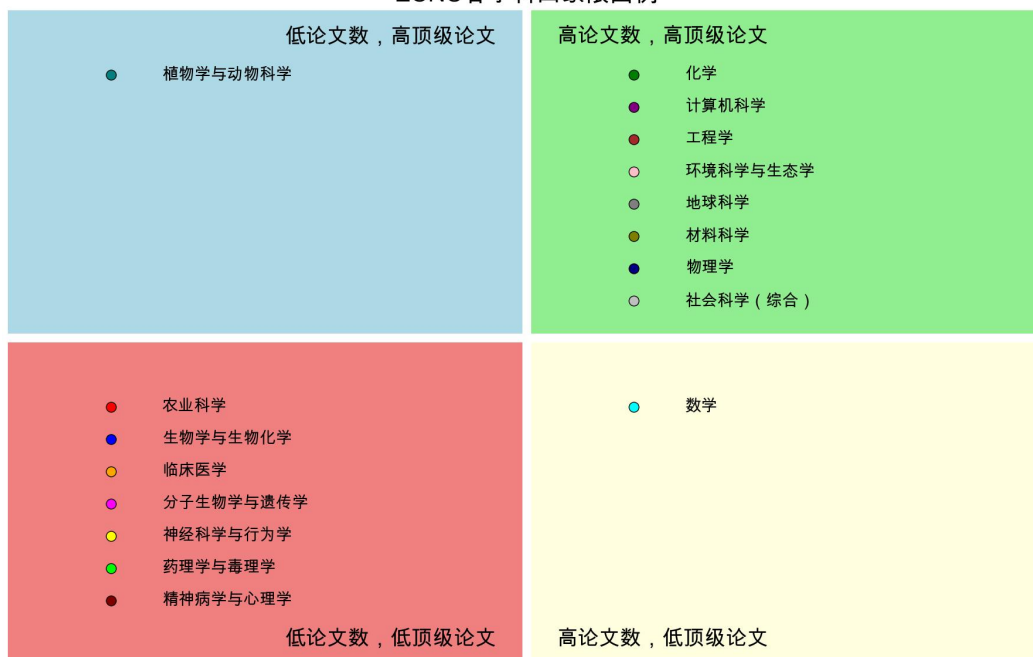 低论文数，高顶级论文
植物学与动物科学
高论文数，高顶级论文
化学
计算机科学
工程学
环境科学与生态学
地球科学
材料科学
物理学
社会科学（综合）
农业科学
生物学与生物化学
临床医学
分子生物学与遗传学
神经科学与行为学
药理学与毒理学
精神病学与心理学
低论文数，低顶级论文
数学
高论文数，低顶级论文